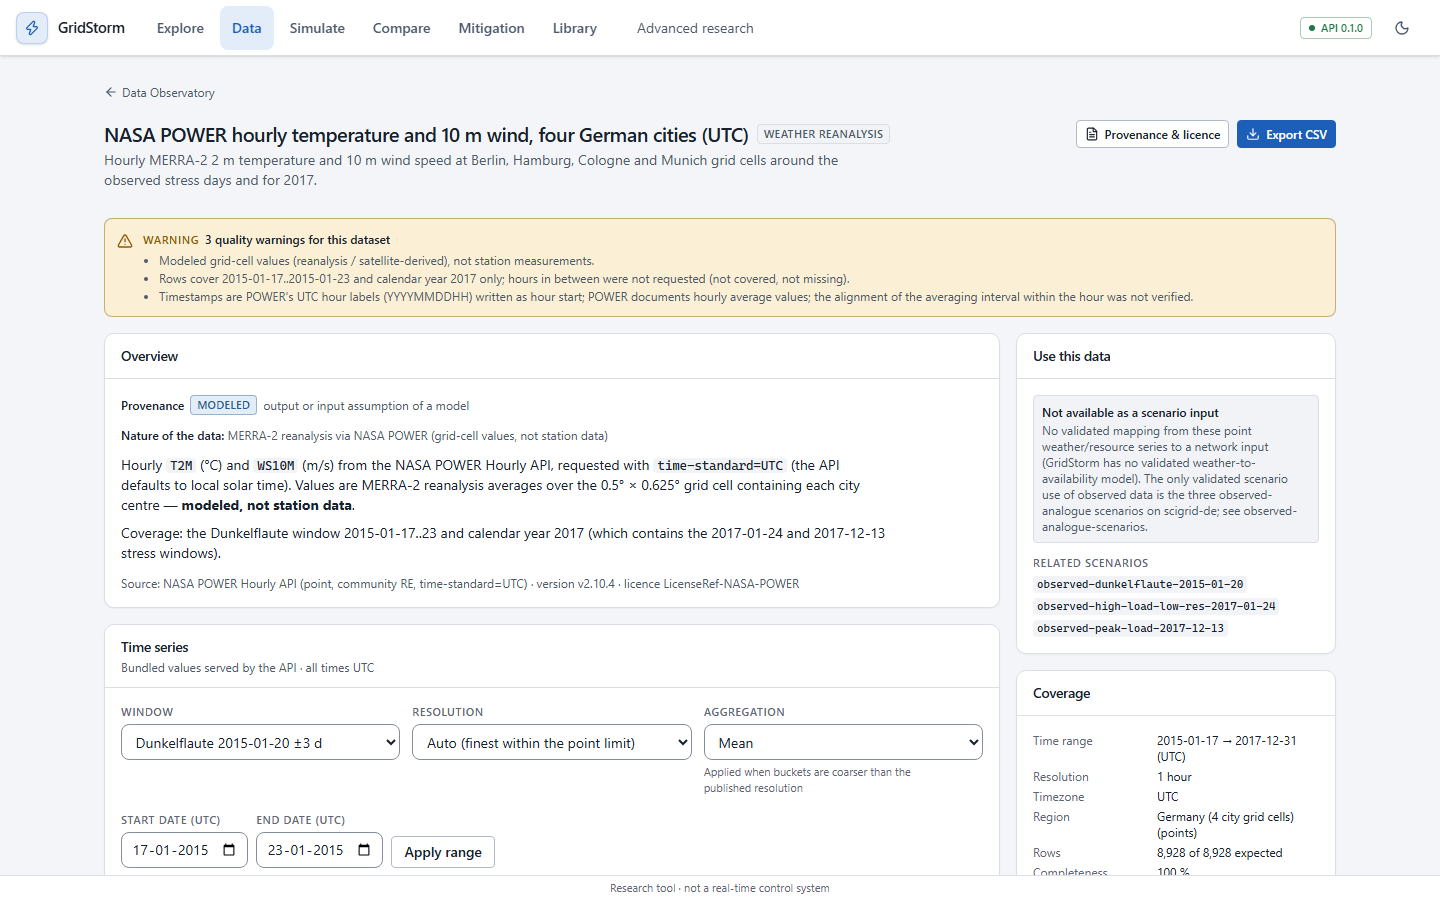 GridStorm
Explore
Data
Simulate
Compare
Mitigation
Library
Advanced research
API 0.1.0
Data Observatory
NASA POWER hourly temperature and 10 m wind, four German cities (UTC)
WEATHER REANALYSIS
Provenance & licence
Export CSV
Hourly MERRA-2 2 m temperature and 10 m wind speed at Berlin, Hamburg, Cologne and Munich grid cells around the
observed stress days and for 2017.
WARNING 3 quality warnings for this dataset
Modeled grid-cell values (reanalysis / satellite-derived), not station measurements.
Rows cover 2015-01-17..2015-01-23 and calendar year 2017 only; hours in between were not requested (not covered, not missing).
Timestamps are POWER's UTC hour labels (YYYYMMDDHH) written as hour start; POWER documents hourly average values; the alignment of the averaging interval within the hour was not verified.
Overview
Provenance MODELED output or input assumption of a model
Nature of the data: MERRA-2 reanalysis via NASA POWER (grid-cell values, not station data)
Hourly T2M (°C) and WS10M (m/s) from the NASA POWER Hourly API, requested with time-standard=UTC (the API
defaults to local solar time). Values are MERRA-2 reanalysis averages over the 0.5° × 0.625° grid cell containing each city
centre — modeled, not station data.
Coverage: the Dunkelflaute window 2015-01-17..23 and calendar year 2017 (which contains the 2017-01-24 and 2017-12-13
stress windows).
Source: NASA POWER Hourly API (point, community RE, time-standard=UTC) · version v2.10.4 · licence LicenseRef-NASA-POWER
Time series
Bundled values served by the API · all times UTC
WINDOW
Dunkelflaute 2015-01-20 ±3 d
RESOLUTION
Auto (finest within the point limit)
AGGREGATION
Mean
Applied when buckets are coarser than the
published resolution
START DATE (UTC)
17-01-2015
END DATE (UTC)
23-01-2015
Apply range
Use this data
Not available as a scenario input
No validated mapping from these point
weather/resource series to a network input
(GridStorm has no validated weather-to-
availability model). The only validated scenario
use of observed data is the three observed-
analogue scenarios on scigrid-de; see observed-
analogue-scenarios.
RELATED SCENARIOS
observed-dunkelflaute-2015-01-20
observed-high-load-low-res-2017-01-24
observed-peak-load-2017-12-13
Coverage
Time range 2015-01-17 → 2017-12-31
(UTC)
Resolution 1 hour
Timezone UTC
Region Germany (4 city grid cells)
(points)
Rows 8,928 of 8,928 expected
Completeness 100 %
Research tool · not a real-time control system